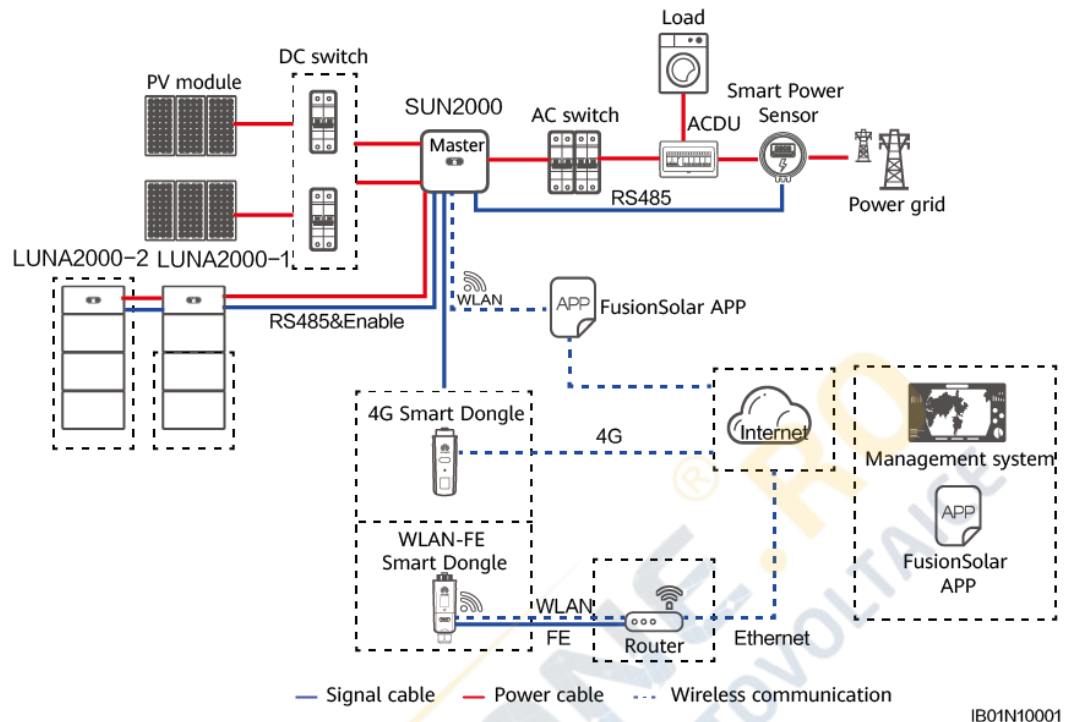 Load
DC switch
PV module
SUN2000
AC switch
Smart Power
Sensor
ACDU
Master
RS485
Power grid
LUNA2000-2
LUNA2000-1
WLAN
APP
FusionSolar APP
RS485&Enable
4G Smart Dongle
4G
Internet
Management system
APP
FusionSolar
APP
WLAN-FE
Smart Dongle
WLAN
FE
Router
Ethernet
Signal cable
Power cable
Wireless communication
IB01N10001
®
.RO